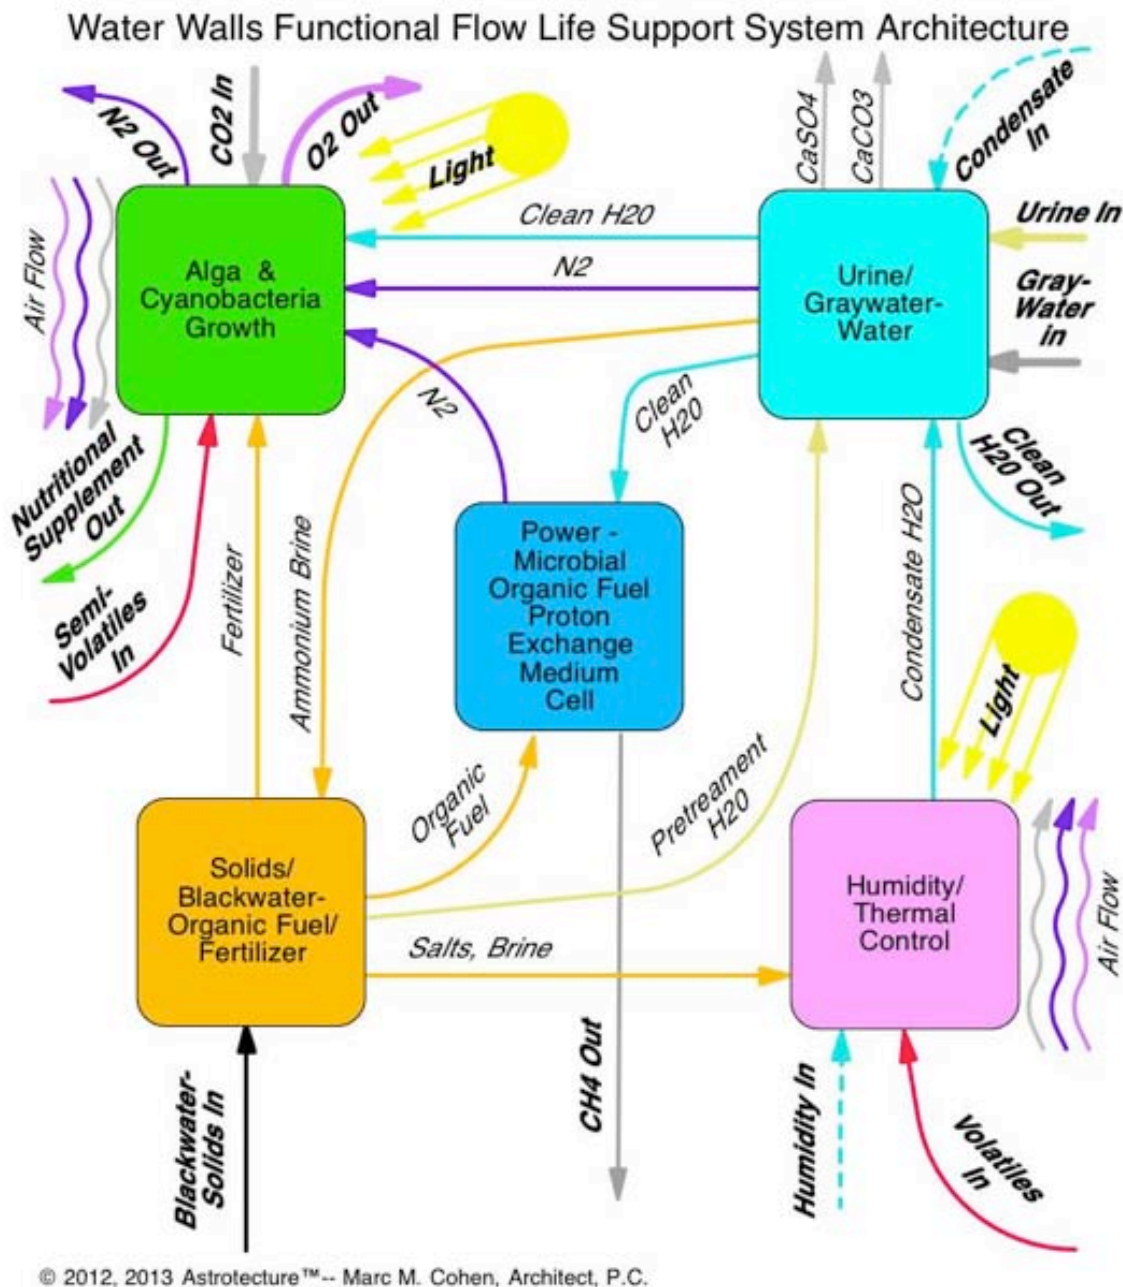 Water Walls Functional Flow Life Support System Architecture
N2 Out
CO2 In
O2 Out
Light
CaSO4
CaCO3
Condensate
In
Air Flow
Alga &
Cyanobacteria
Growth
Clean H20
N2
Urine/
Graywater-
Water
Urine In
Gray-
Water
in
N2
Clean
H20
Nutritional
Supplement
Out
Semi-
Volatiles
In
Fertilizer
Ammonium Brine
Power -
Microbial
Organic Fuel
Proton
Exchange
Medium
Cell
Condensate H2O
Clean
H20 Out
Light
Organic
Fuel
Pretreament
H20
Solids/
Blackwater-
Organic Fuel/
Fertilizer
Salts, Brine
Humidity/
Thermal
Control
Air Flow
Blackwater-
Solids In
CH4 Out
Humidity In
Volatiles
In
© 2012, 2013 Astrotecture™-- Marc M. Cohen, Architect, P.C.